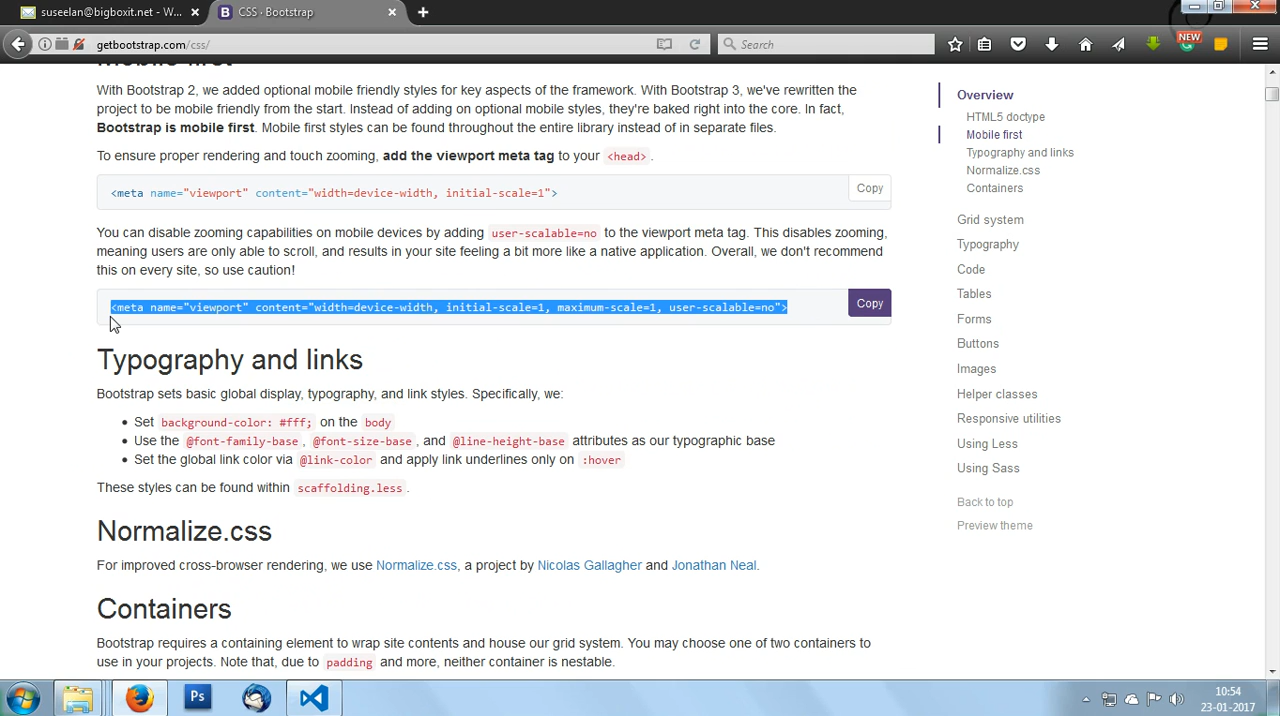 suseelan@bigboxit.net - W...
CSS · Bootstrap
getbootstrap.com/css/
Search
NEW
Mobile first
With Bootstrap 2, we added optional mobile friendly styles for key aspects of the framework. With Bootstrap 3, we've rewritten the
project to be mobile friendly from the start. Instead of adding on optional mobile styles, they're baked right into the core. In fact,
Bootstrap is mobile first. Mobile first styles can be found throughout the entire library instead of in separate files.
To ensure proper rendering and touch zooming, add the viewport meta tag to your <head>.
<meta name="viewport" content="width=device-width, initial-scale=1">
Copy
You can disable zooming capabilities on mobile devices by adding user-scalable=no to the viewport meta tag. This disables zooming,
meaning users are only able to scroll, and results in your site feeling a bit more like a native application. Overall, we don't recommend
this on every site, so use caution!
<meta name="viewport" content="width=device-width, initial-scale=1, maximum-scale=1, user-scalable=no">
Copy
Typography and links
Bootstrap sets basic global display, typography, and link styles. Specifically, we:
• Set background-color: #fff; on the body
• Use the @font-family-base, @font-size-base, and @line-height-base attributes as our typographic base
• Set the global link color via @link-color and apply link underlines only on :hover
These styles can be found within scaffolding.less.
Normalize.css
For improved cross-browser rendering, we use Normalize.css, a project by Nicolas Gallagher and Jonathan Neal.
Containers
Bootstrap requires a containing element to wrap site contents and house our grid system. You may choose one of two containers to
use in your projects. Note that, due to padding and more, neither container is nestable.
Overview
HTML5 doctype
Mobile first
Typography and links
Normalize.css
Containers
Grid system
Typography
Code
Tables
Forms
Buttons
Images
Helper classes
Responsive utilities
Using Less
Using Sass
Back to top
Preview theme
Ps
10:54
23-01-2017